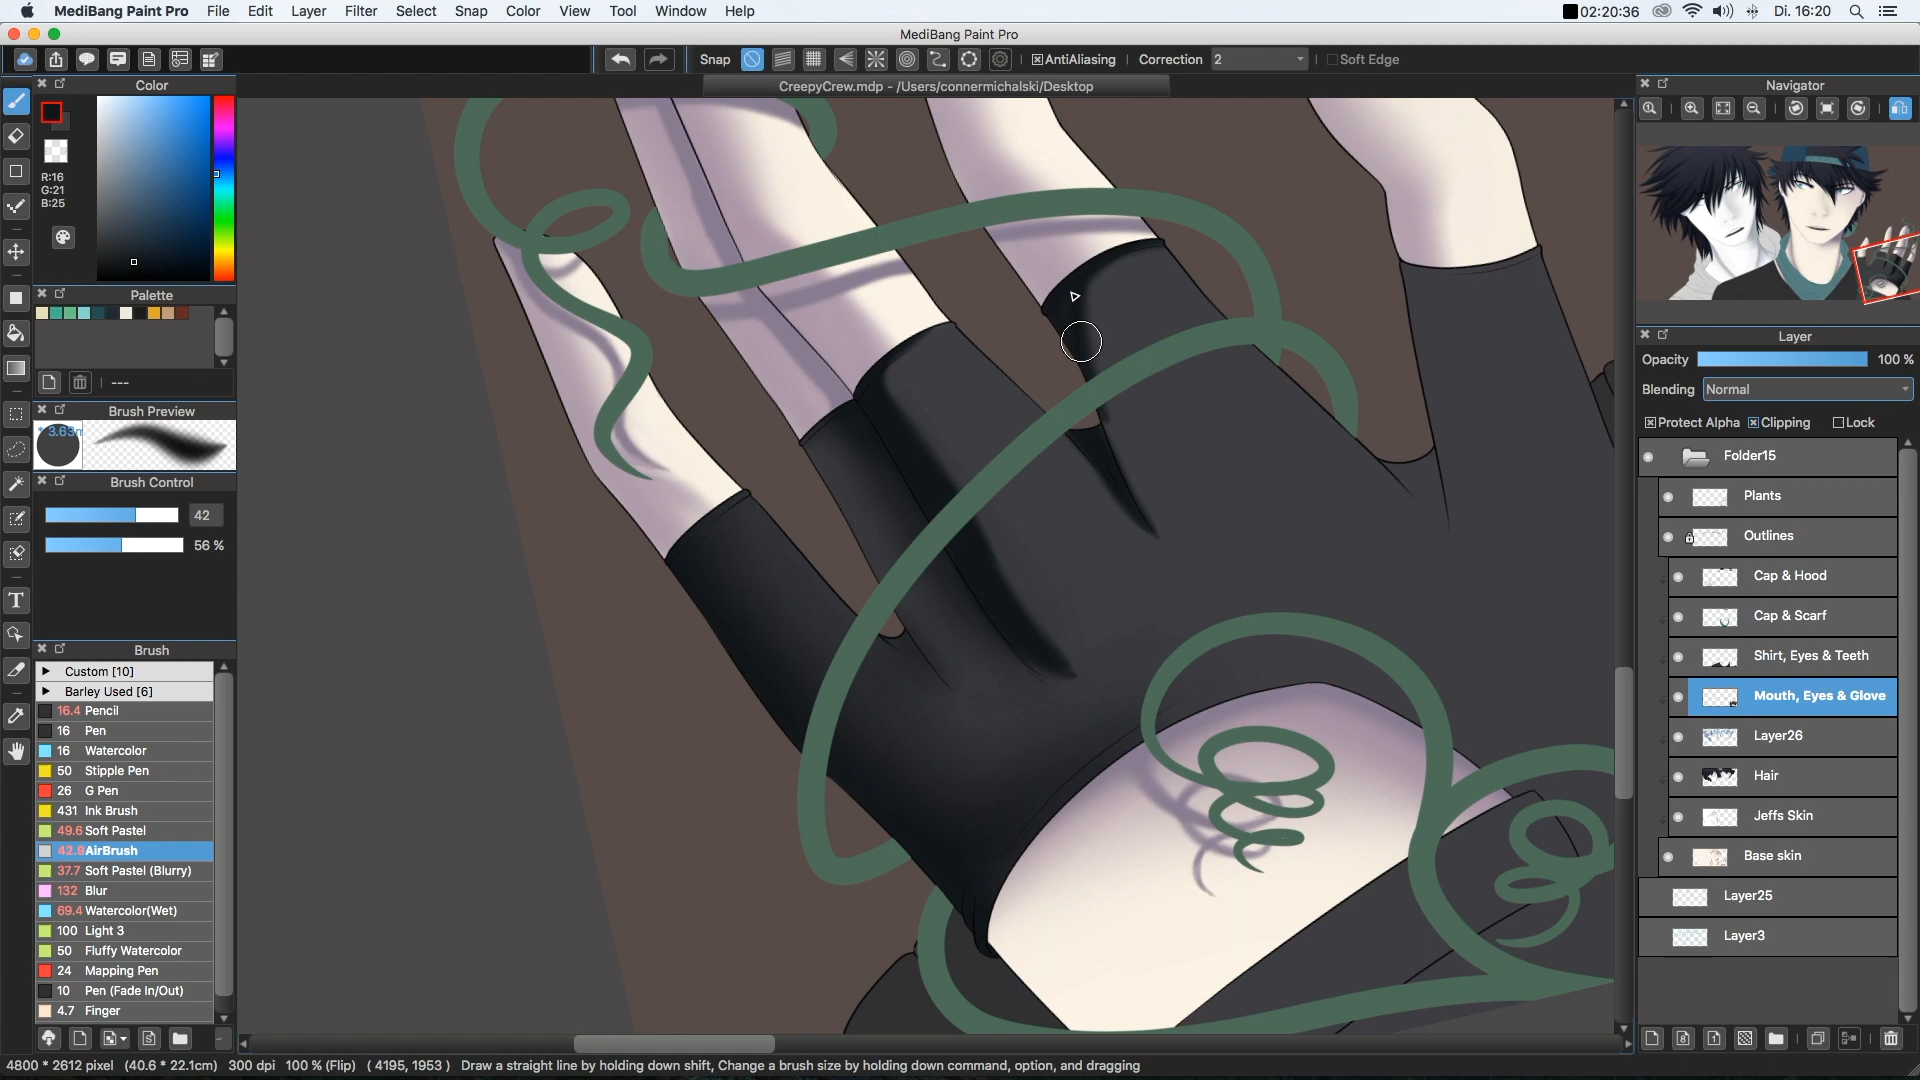 MediBang Paint Pro File Edit Layer Filter Select Snap Color View Tool Window Help 02:20:36 Di. 16:20
MediBang Paint Pro
Snap AntiAliasing Correction 2 Soft Edge
CreepyCrew.mdp - /Users/connermichalski/Desktop
Color
R:16
G:21
B:25
Palette
---
Brush Preview
Brush Control
42
56 %
Brush
Custom [10]
Barley Used [6]
16.4 Pencil
16 Pen
16 Watercolor
50 Stipple Pen
26 G Pen
431 Ink Brush
49.6 Soft Pastel
42.9 AirBrush
37.7 Soft Pastel (Blurry)
132 Blur
69.4 Watercolor(Wet)
100 Light 3
50 Fluffy Watercolor
24 Mapping Pen
10 Pen (Fade In/Out)
4.7 Finger
Navigator
Layer
Opacity 100 %
Blending Normal
Protect Alpha Clipping Lock
Folder15
Plants
Outlines
Cap & Hood
Cap & Scarf
Shirt, Eyes & Teeth
Mouth, Eyes & Glove
Layer26
Hair
Jeffs Skin
Base skin
Layer25
Layer3
4800 * 2612 pixel (40.6 * 22.1cm) 300 dpi 100 % (Flip) ( 4195, 1953 ) Draw a straight line by holding down shift, Change a brush size by holding down command, option, and dragging